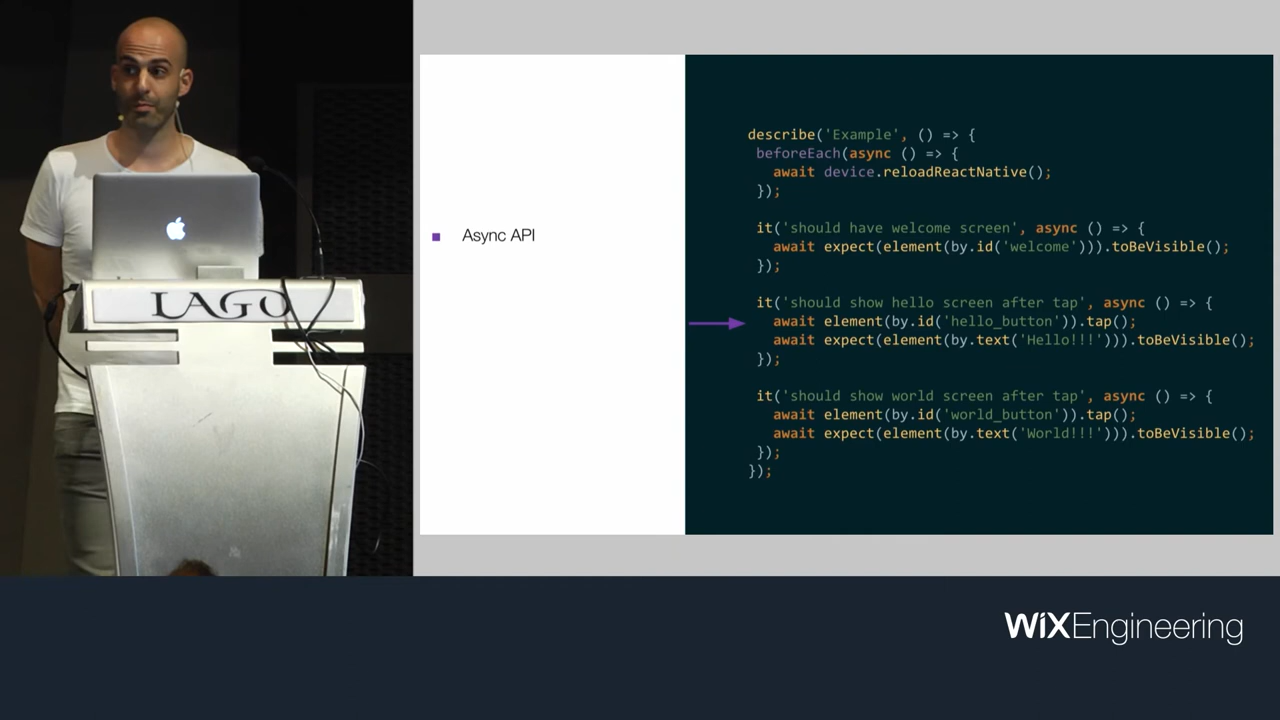 LAGO
Async API
describe('Example', () => {
beforeEach(async () => {
await device.reloadReactNative();
});
it('should have welcome screen', async () => {
await expect(element(by.id('welcome'))).toBeVisible();
});
it('should show hello screen after tap', async () => {
await element(by.id('hello_button')).tap();
await expect(element(by.text('Hello!!!'))).toBeVisible();
});
it('should show world screen after tap', async () => {
await element(by.id('world_button')).tap();
await expect(element(by.text('World!!!'))).toBeVisible();
});
});
WiXEngineering